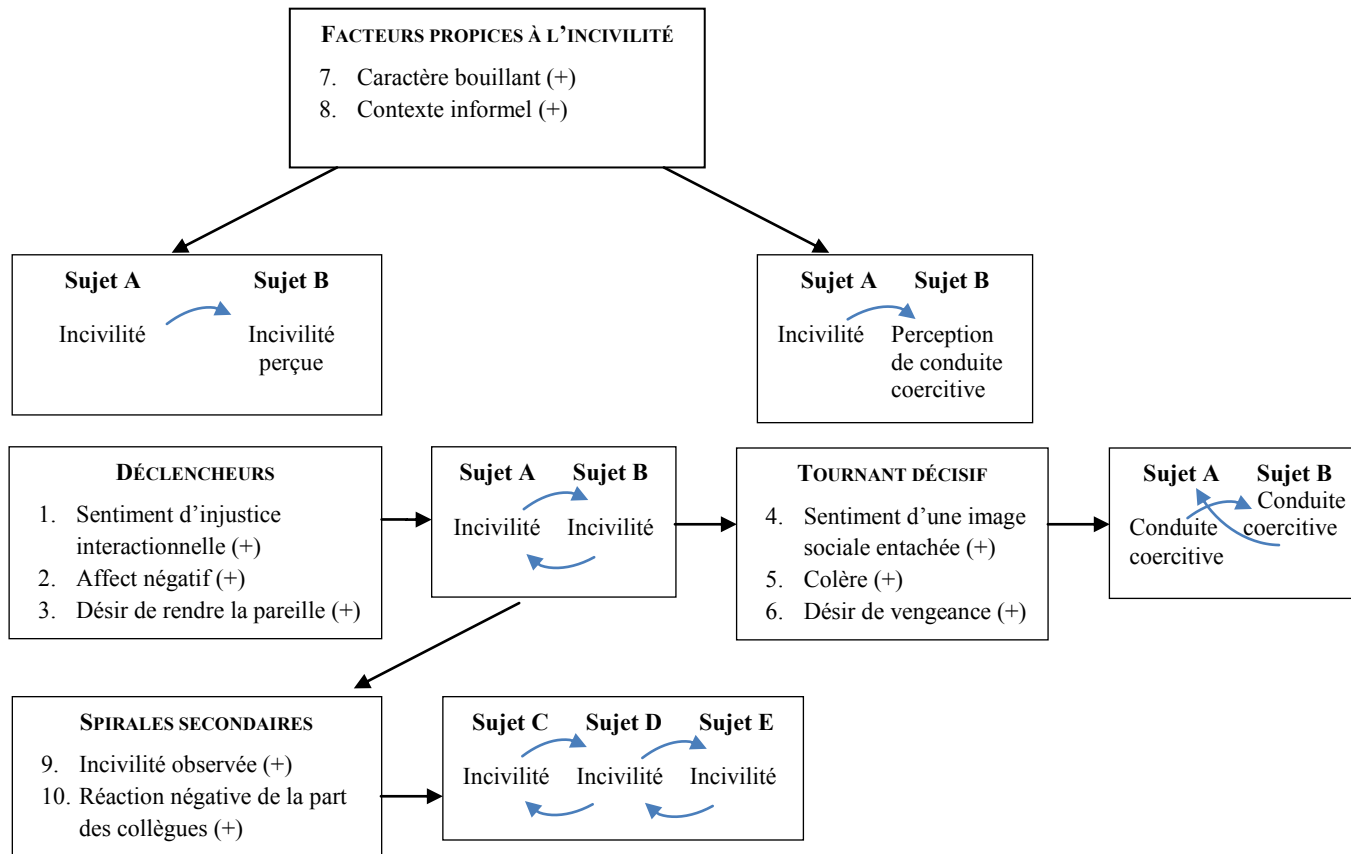 FACTEURS PROPICES À L’INCIVILITÉ
7. Caractère bouillant (+)
8. Contexte informel (+)
Sujet A Sujet B
Incivilité Incivilité
perçue
Sujet A Sujet B
Incivilité Perception
de conduite
coercitive
DÉCLENCHEURS
1. Sentiment d’injustice
interactionnelle (+)
2. Affect négatif (+)
3. Désir de rendre la pareille (+)
Sujet A Sujet B
Incivilité Incivilité
TOURNANT DÉCISIF
4. Sentiment d’une image
sociale entachée (+)
5. Colère (+)
6. Désir de vengeance (+)
Sujet A Sujet B
Conduite
coercitive
Conduite
coercitive
SPIRALES SECONDAIRES
9. Incivilité observée (+)
10. Réaction négative de la part
des collègues (+)
Sujet C Sujet D Sujet E
Incivilité Incivilité Incivilité